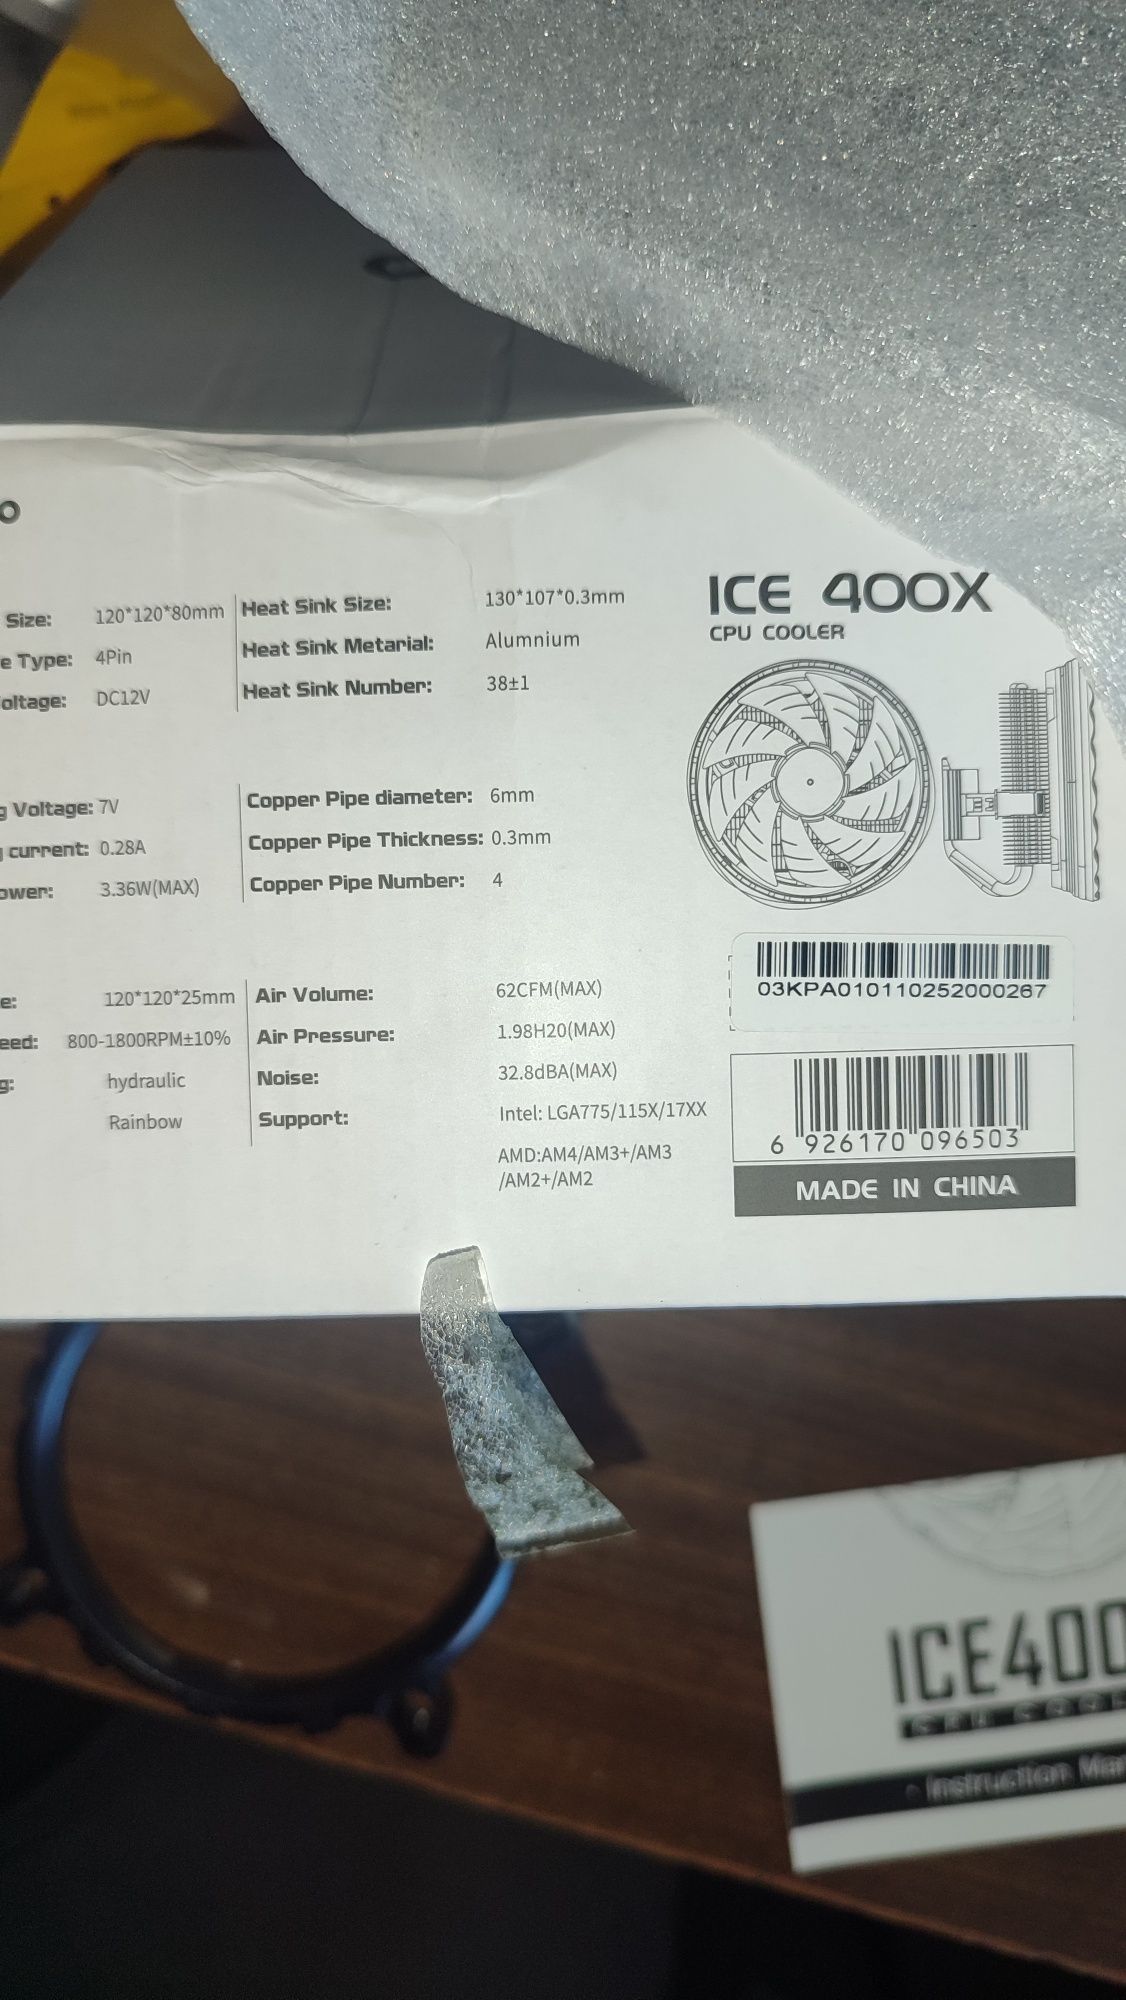 o
Size: 120*120*80mm
e Type: 4Pin
oltage: DC12V
g Voltage: 7V
current: 0.28A
ower: 3.36W(MAX)
e: 120*120*25mm
eed: 800-1800RPM±10%
g: hydraulic
Rainbow
Heat Sink Size: 130*107*0.3mm
Heat Sink Metarial: Alumnium
Heat Sink Number: 38±1
Copper Pipe diameter: 6mm
Copper Pipe Thickness: 0.3mm
Copper Pipe Number: 4
Air Volume: 62CFM(MAX)
Air Pressure: 1.98H20(MAX)
Noise: 32.8dBA(MAX)
Support: Intel: LGA775/115X/17XX
AMD:AM4/AM3+/AM3
/AM2+/AM2
ICE 400X
CPU COOLER
03KPA010110252000267
6 926170 096503
MADE IN CHINA
ICE400
CPU COOL
Instruction Man